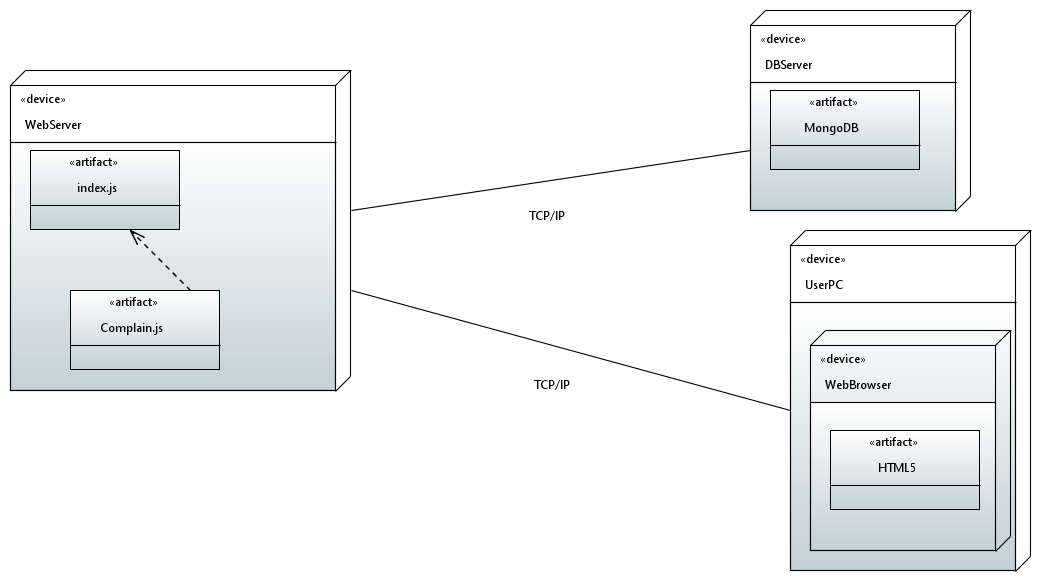 «device»
WebServer
«artifact»
index.js
«artifact»
Complain.js
TCP/IP
TCP/IP
«device»
DBServer
«artifact»
MongoDB
«device»
UserPC
«device»
WebBrowser
«artifact»
HTML5